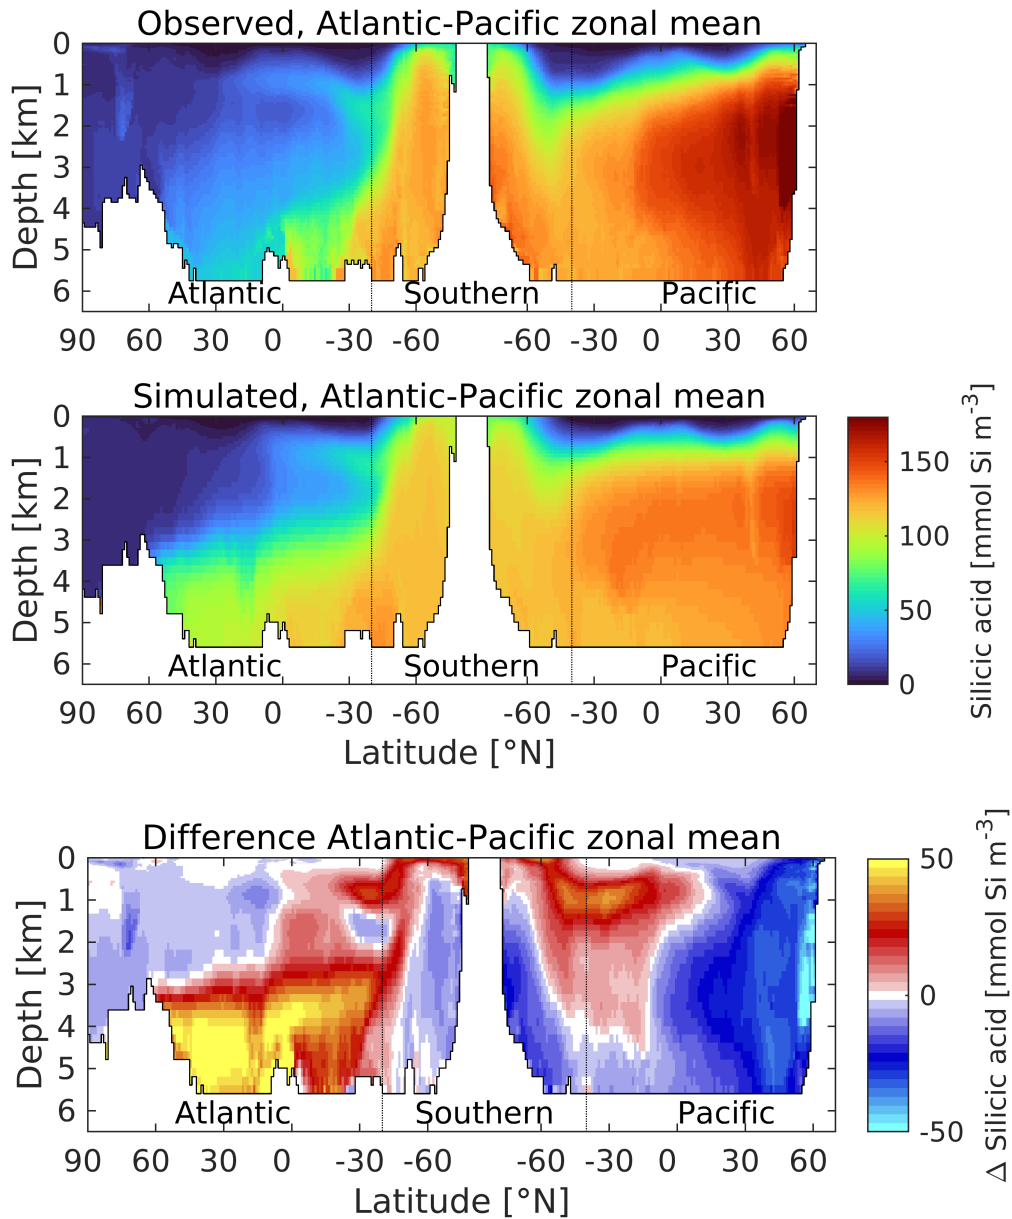 Observed, Atlantic-Pacific zonal mean
0
1
2
3
4
5
6
Depth [km]
Atlantic Southern Pacific
90 60 30 0 -30 -60 -60 -30 0 30 60
Simulated, Atlantic-Pacific zonal mean
0
1
2
3
4
5
6
Depth [km]
Atlantic Southern Pacific
90 60 30 0 -30 -60 -60 -30 0 30 60
Latitude [°N]
150
100
50
0
Silicic acid [mmol Si m⁻³]
Difference Atlantic-Pacific zonal mean
0
1
2
3
4
5
6
Depth [km]
Atlantic Southern Pacific
90 60 30 0 -30 -60 -60 -30 0 30 60
Latitude [°N]
50
0
-50
Δ Silicic acid [mmol Si m⁻³]